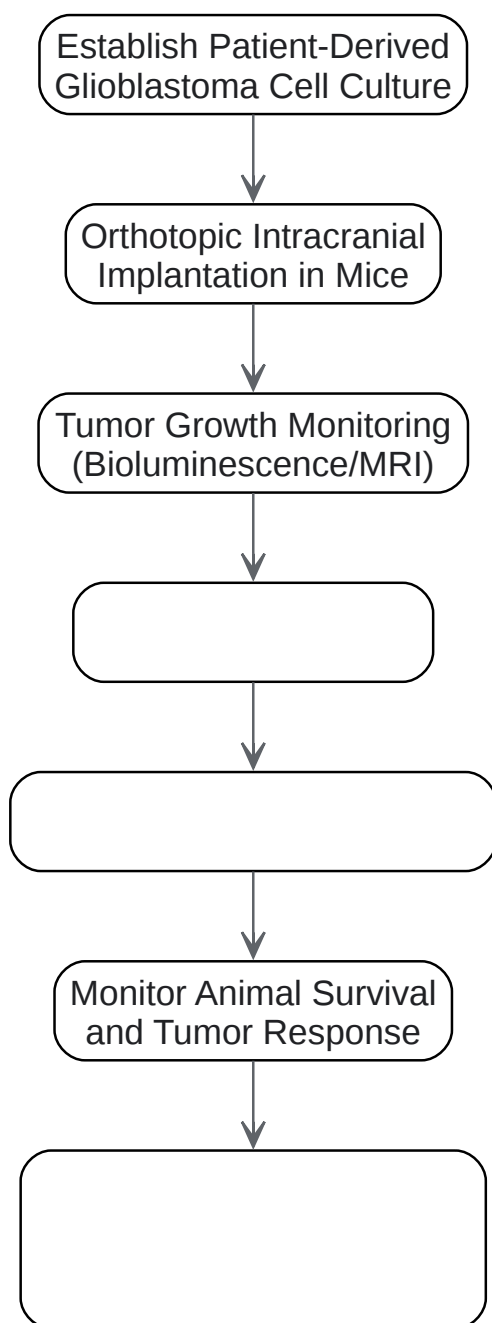 Establish Patient-Derived
Glioblastoma Cell Culture
Orthotopic Intracranial
Implantation in Mice
Tumor Growth Monitoring
(Bioluminescence/MRI)
Monitor Animal Survival
and Tumor Response